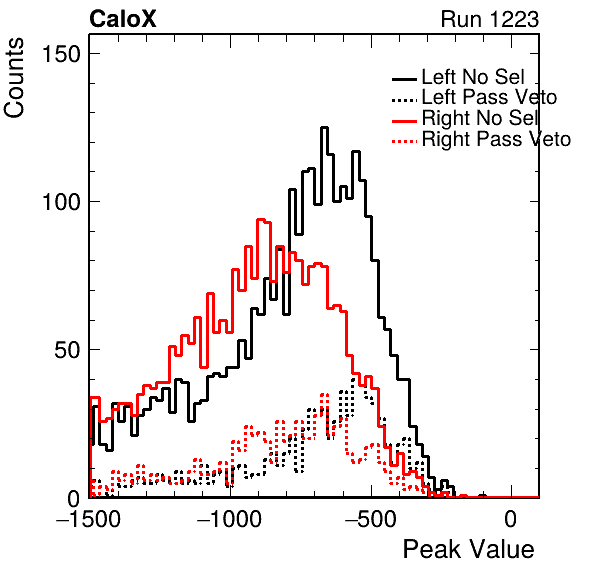 CaloX Run 1223
Counts
150
Left No Sel
Left Pass Veto
Right No Sel
Right Pass Veto
100
50
0
−1500 −1000 −500 0
Peak Value